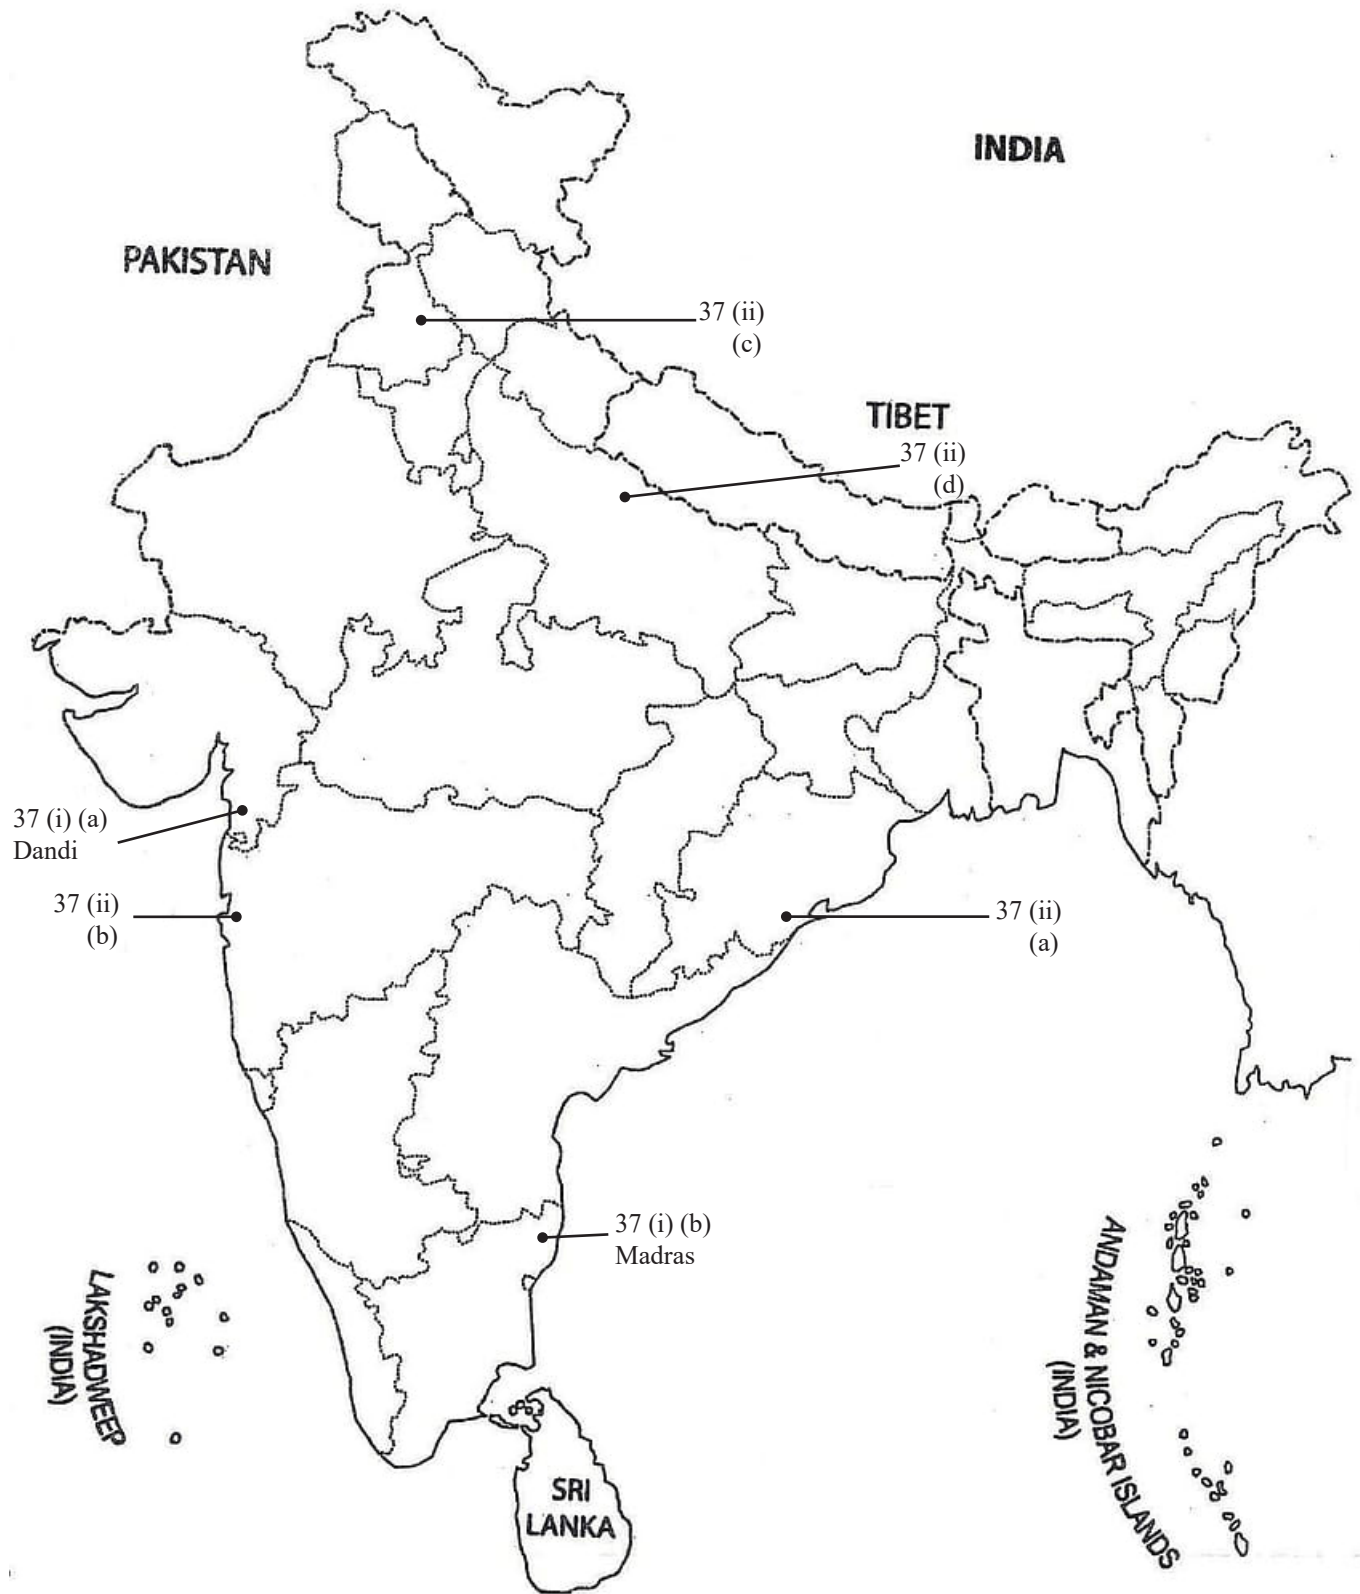 INDIA
PAKISTAN
37 (ii)
(c)
TIBET
37 (ii)
(d)
37 (i) (a)
Dandi
37 (ii)
(b)
37 (ii)
(a)
37 (i) (b)
Madras
LAKSHADWEEP
(INDIA)
ANDAMAN & NICOBAR ISLANDS
(INDIA)
SRI
LANKA